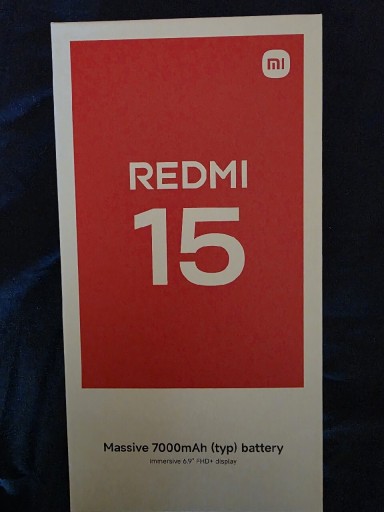 mi
REDMI
15
Massive 7000mAh (typ) battery
Immersive 6.9" FHD+ display